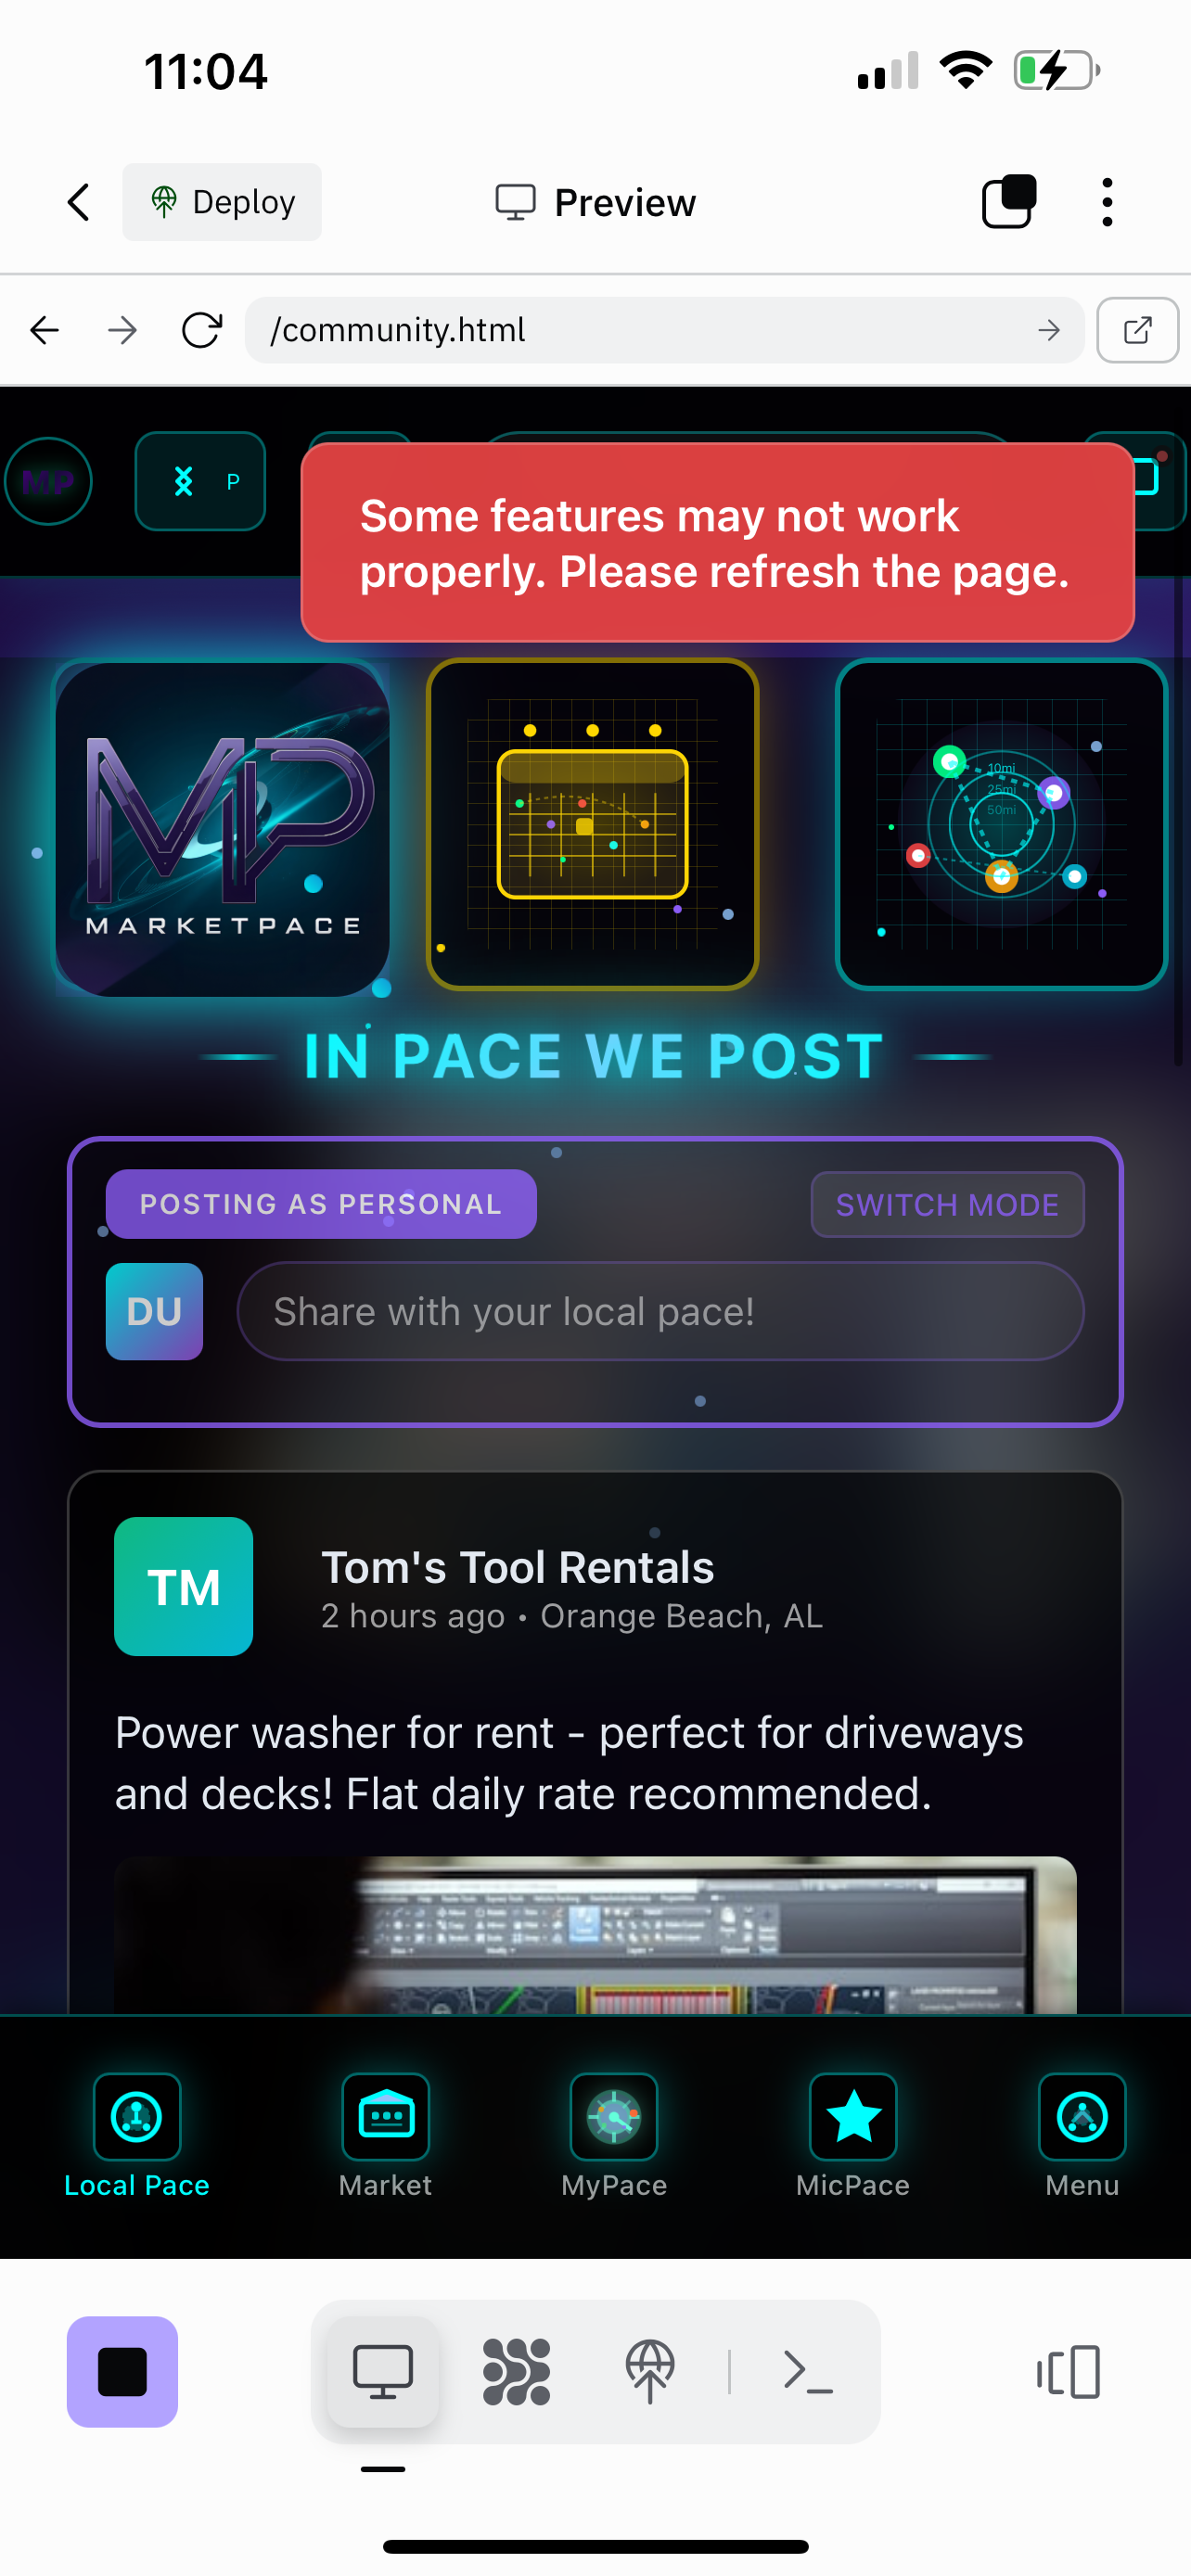 11:04
Deploy
Preview
/community.html
MP
P
Some features may not work
properly. Please refresh the page.
MP
MARKETPACE
10mi
25mi
50mi
IN PACE WE POST
POSTING AS PERSONAL
SWITCH MODE
DU
Share with your local pace!
TM
Tom's Tool Rentals
2 hours ago • Orange Beach, AL
Power washer for rent - perfect for driveways
and decks! Flat daily rate recommended.
Local Pace
Market
MyPace
MicPace
Menu